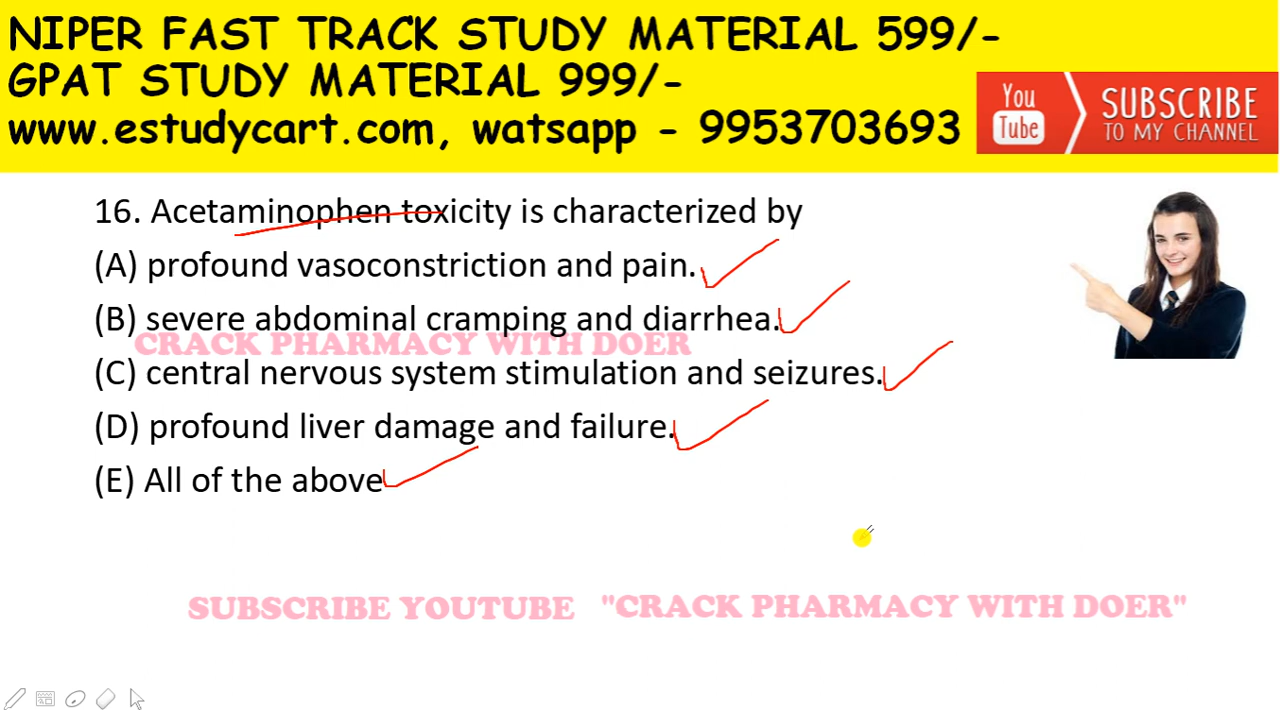 NIPER FAST TRACK STUDY MATERIAL 599/-
GPAT STUDY MATERIAL 999/-
www.estudycart.com, watsapp - 9953703693
You
Tube
SUBSCRIBE
TO MY CHANNEL
16. Acetaminophen toxicity is characterized by
(A) profound vasoconstriction and pain.
(B) severe abdominal cramping and diarrhea.
CRACK PHARMACY WITH DOER
(C) central nervous system stimulation and seizures.
(D) profound liver damage and failure.
(E) All of the above
SUBSCRIBE YOUTUBE "CRACK PHARMACY WITH DOER"